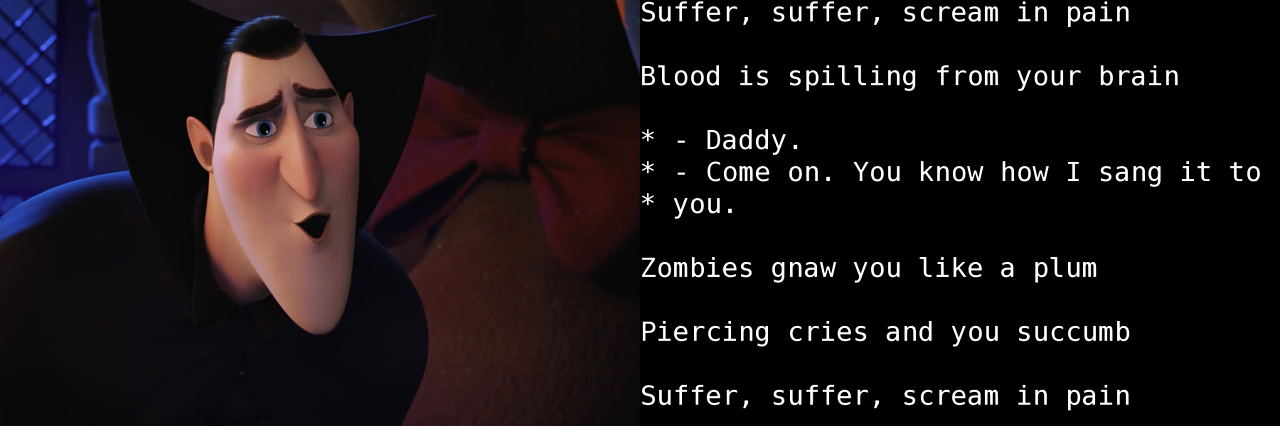 Suffer, suffer, scream in pain
Blood is spilling from your brain
* - Daddy.
* - Come on. You know how I sang it to
* you.
Zombies gnaw you like a plum
Piercing cries and you succumb
Suffer, suffer, scream in pain